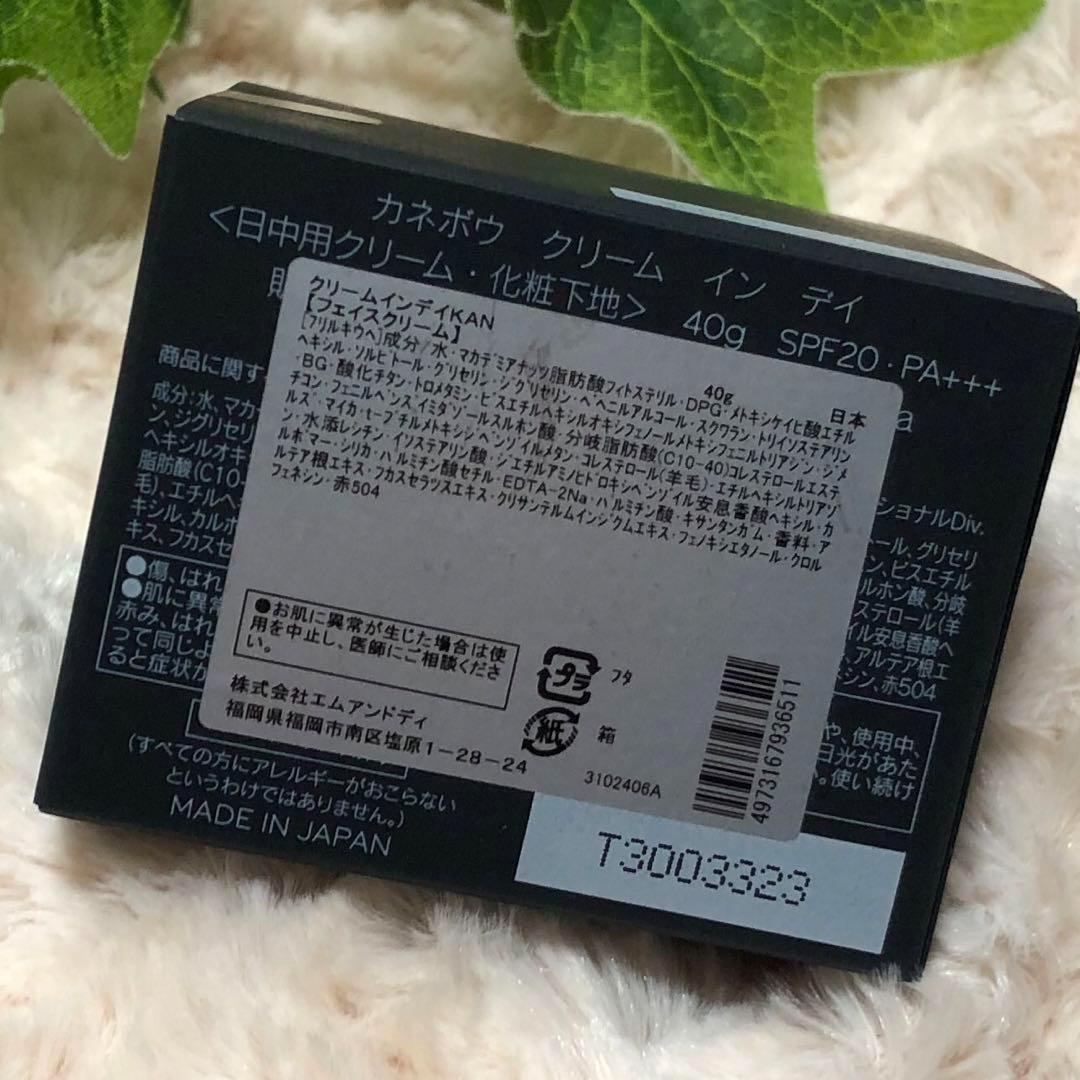 カネボウ クリーム イン デイ
<日中用クリーム・化粧下地> 40g SPF20・PA+++
クリームインデイKAN 40g 日本
【フェイスクリーム】
[フリルキウヘ]成分/水・マカデミアナッツ脂肪酸フィトステリル・DPG・メトキシケイヒ酸エチル
ヘキシル・ソルビトール・グリセリン・ジグリセリン・ベヘニルアルコール・スクワラン・トリイソステアリン
・BG・酸化チタン・トロメタミン・ビスエチルヘキシルオキシフェノールメトキシフェニルトリアジン・ジメ
チコン・フェニルベンズイミダゾールスルホン酸・分岐脂肪酸(C10-40)コレステロールエステ
ルズ・マイカ・t-ブチルメトキシジベンゾイルメタン・コレステロール(羊毛)・エチルヘキシルトリアゾ
ン・水添レシチン・イソステアリン酸・ジエチルアミノヒドロキシベンゾイル安息香酸ヘキシル・カ
ルボマー・シリカ・パルミチン酸セチル・EDTA-2Na・パルミチン酸・キサンタンガム・香料・ア
ルテア根エキス・フカスセラツスエキス・クリサンテルムインジクムエキス・フェノキシエタノール・クロル
フェネシン・赤504
●お肌に異常が生じた場合は使
用を中止し、医師にご相談くださ
い。
株式会社エムアンドディ
福岡県福岡市南区塩原1-28-24
プラ フタ
紙 箱
3102406A
4973167936511
商品に関す
成分:水、マカ
ン、ジグリセリ
ヘキシルオキ
脂肪酸(C10-
毛)、エチルヘ
キシル、カルボ
キス、フカスセ
ショナルDiv.
ール、グリセリ
ン、ビスエチル
ルホン酸、分岐
ステロール(羊
イル安息香酸ヘ
、アルテア根エ
シン、赤504
●傷、はれ
●肌に異常
赤み、はれ
って同じよ
ると症状が
や、使用中、
日光があた
。使い続け
(すべての方にアレルギーがおこらない
というわけではありません。)
MADE IN JAPAN
T3003323